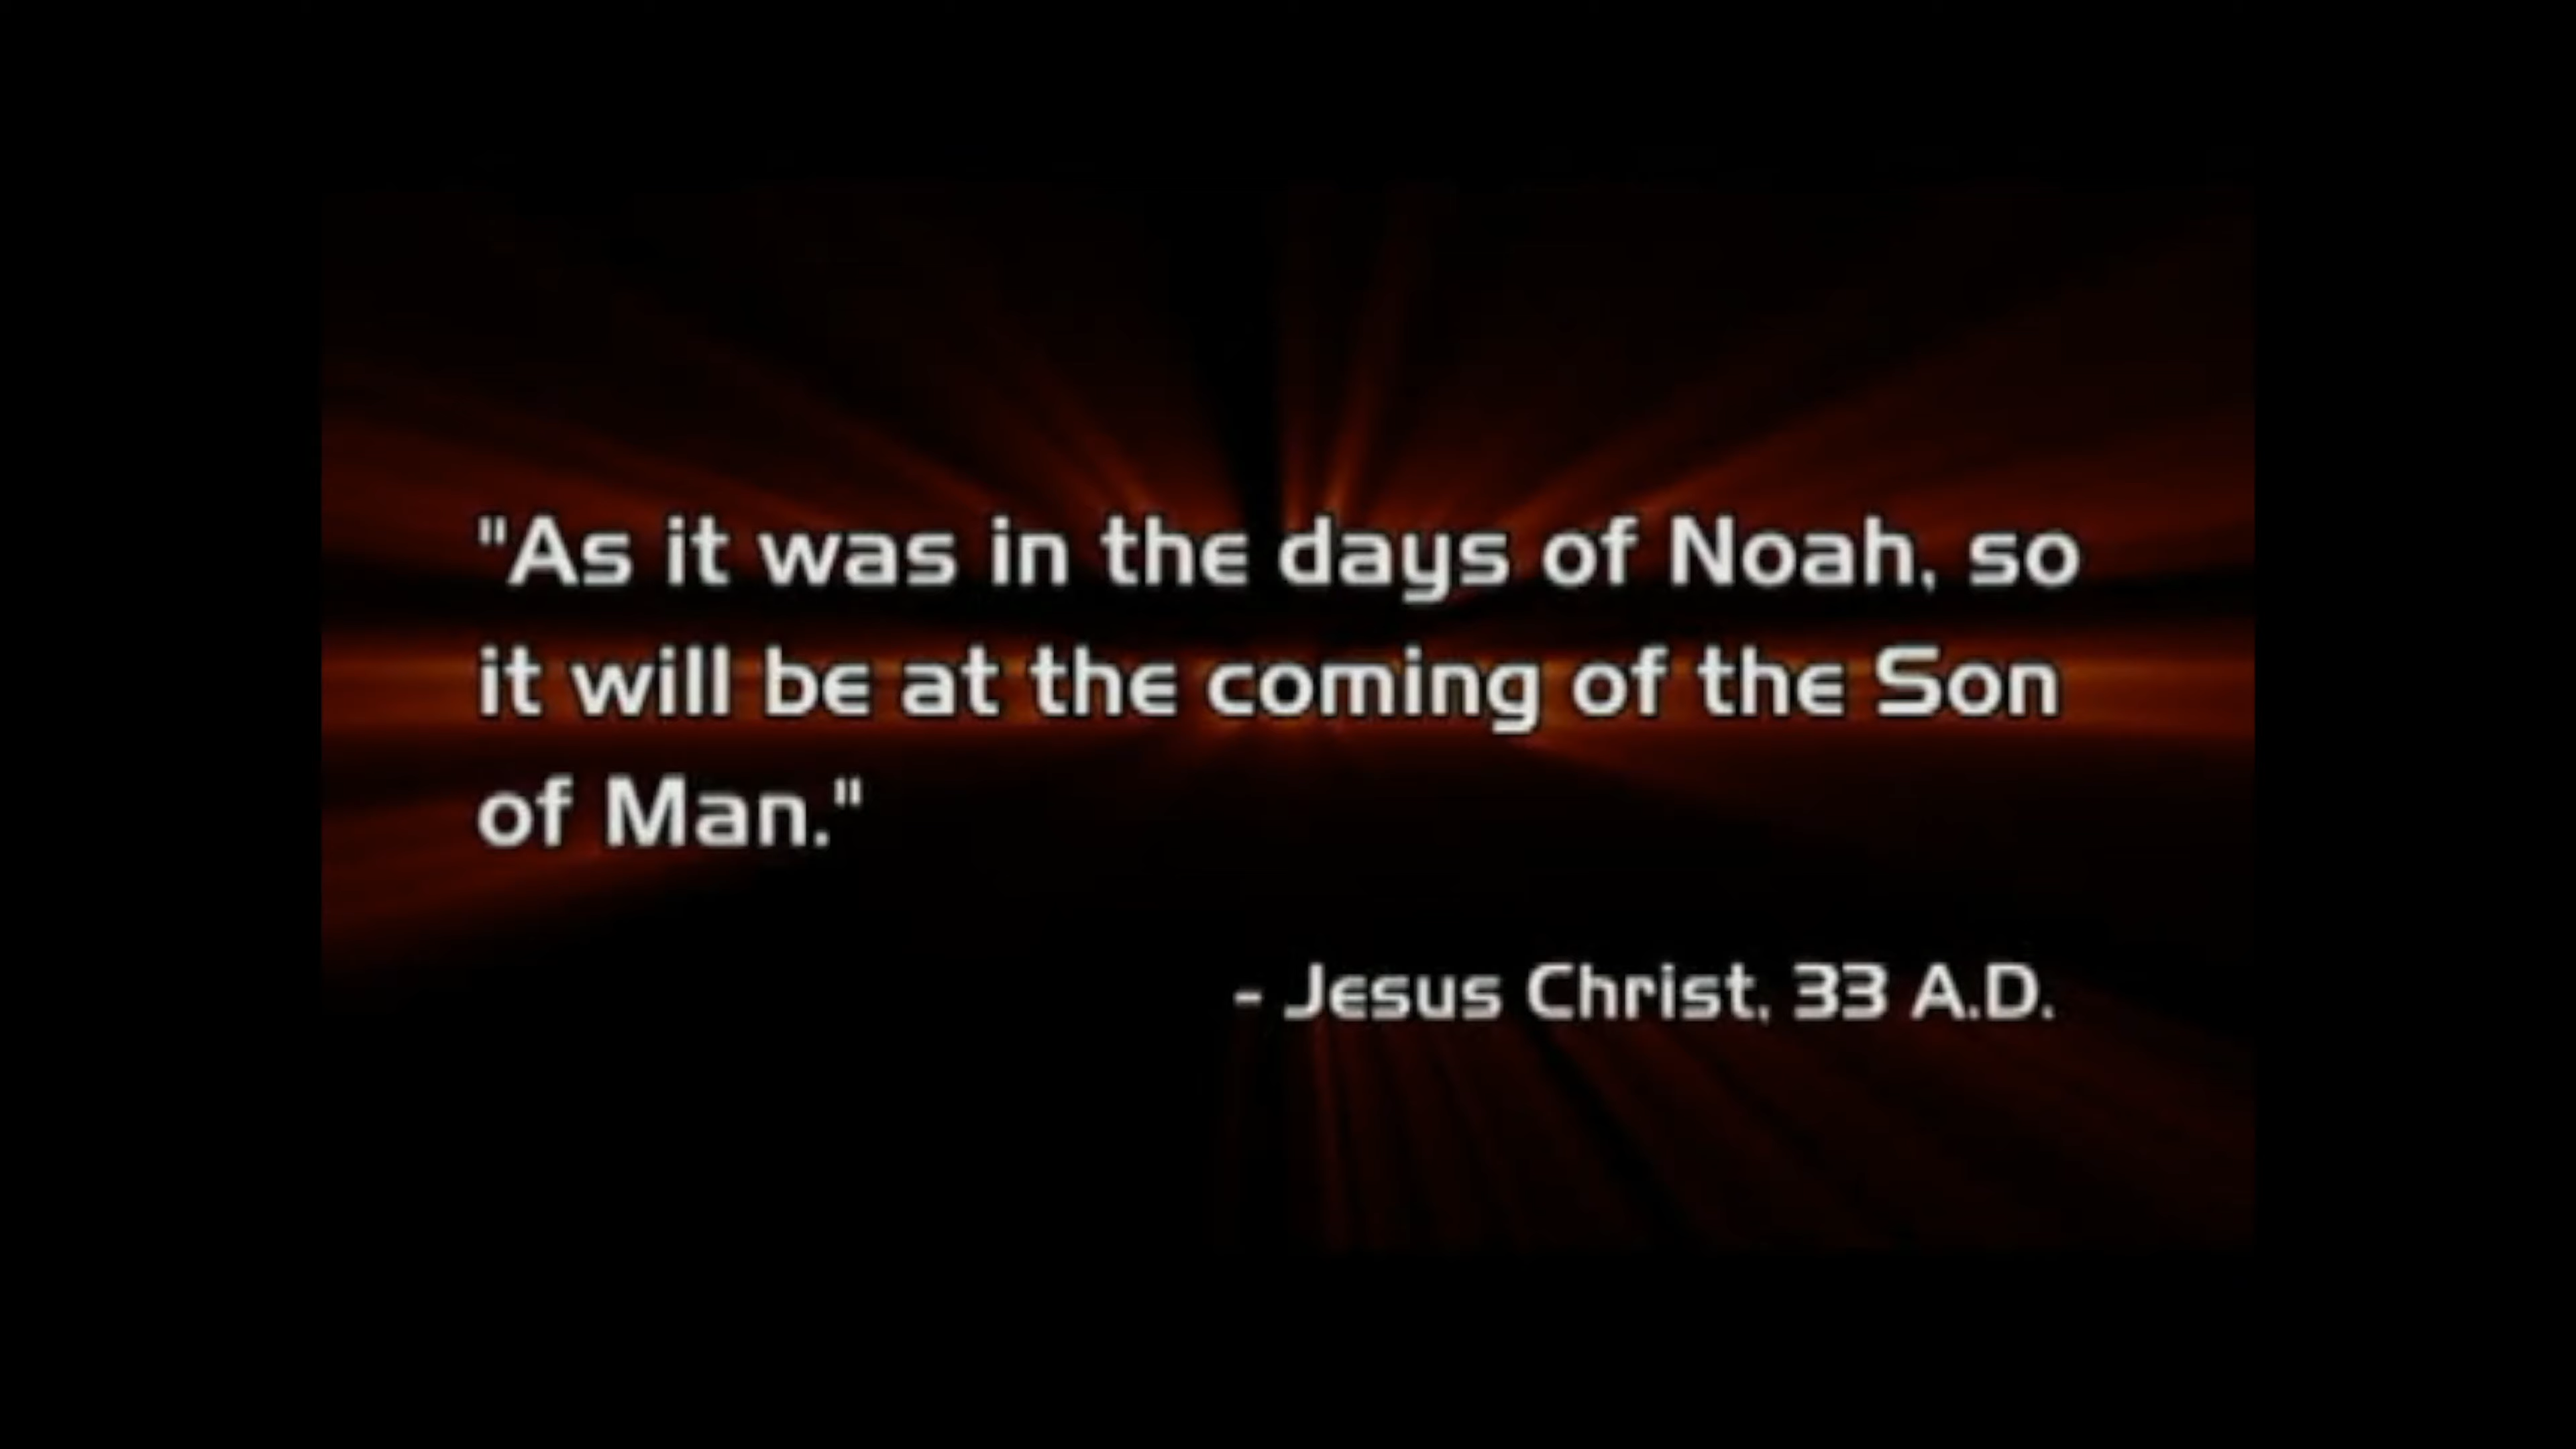 "As it was in the days of Noah, so
it will be at the coming of the Son
of Man."
- Jesus Christ, 33 A.D.